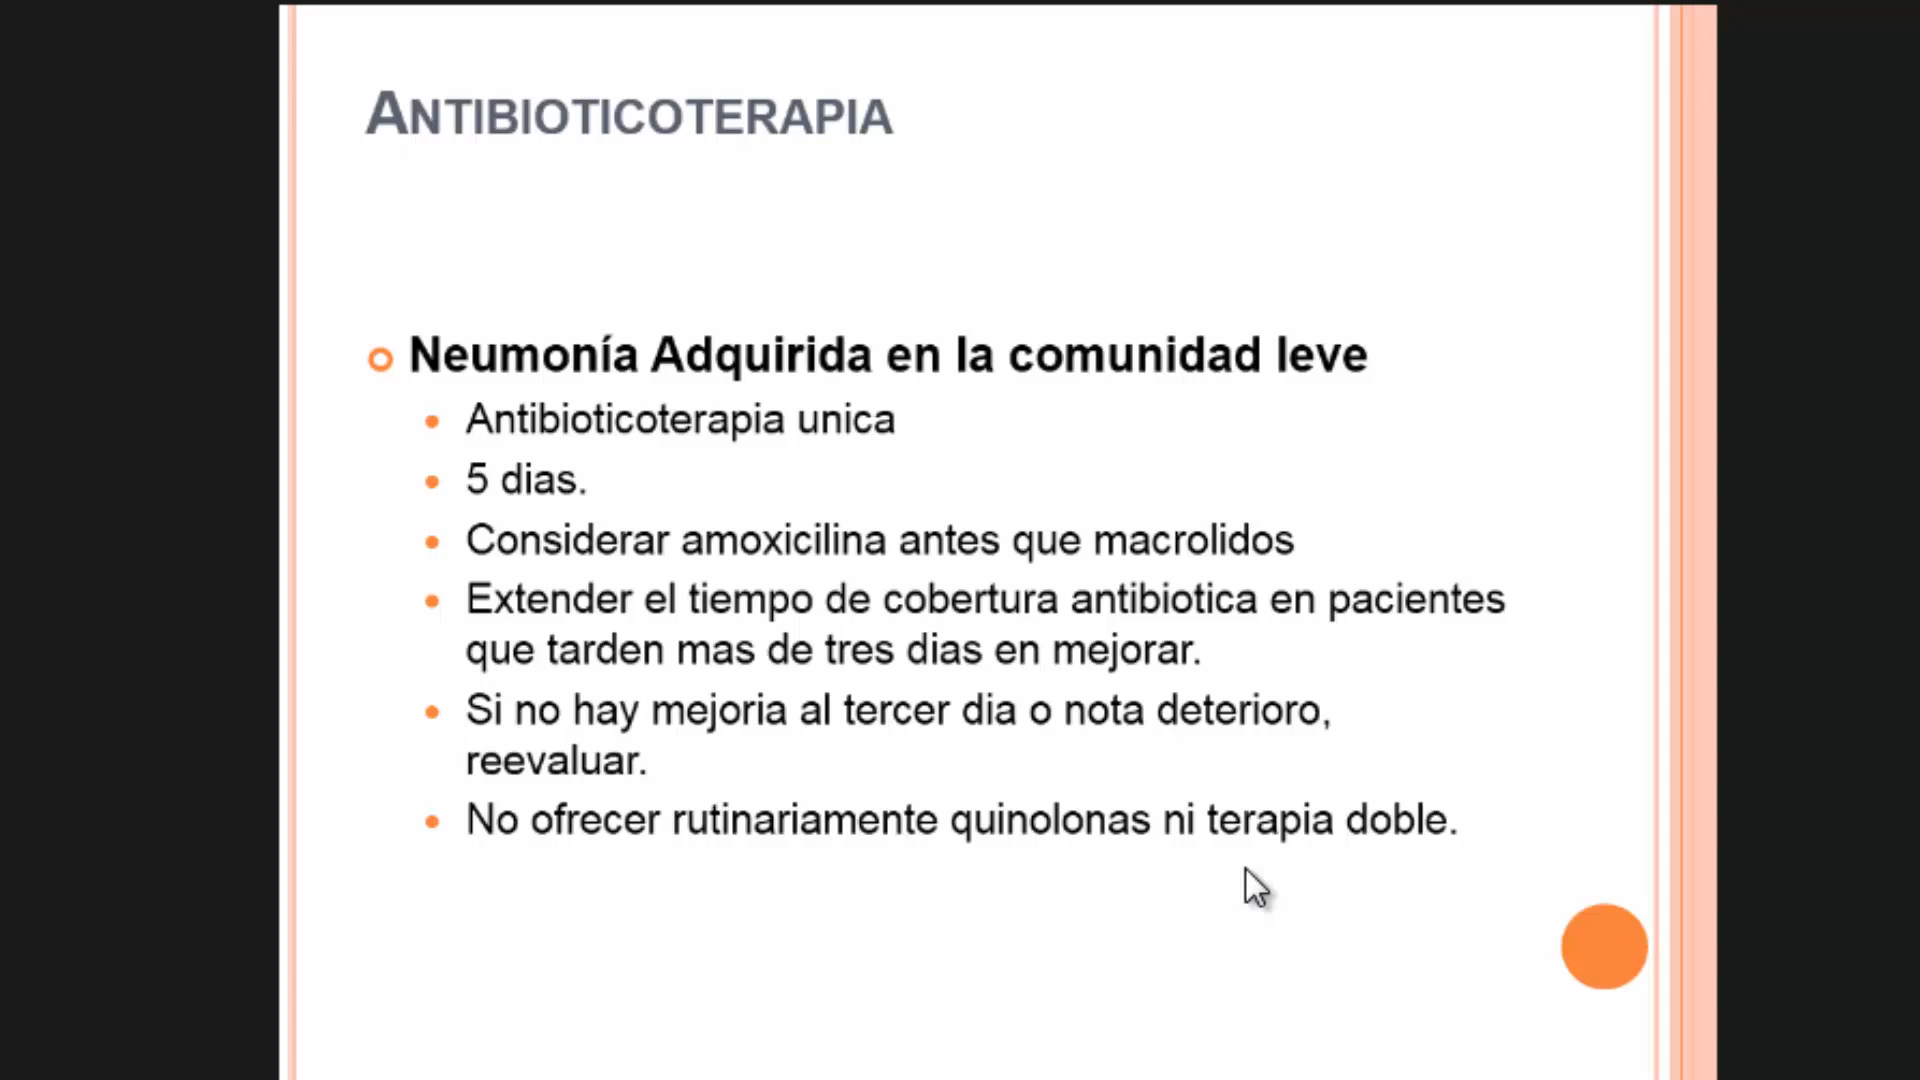 ANTIBIOTICOTERAPIA
Neumonía Adquirida en la comunidad leve
Antibioticoterapia unica
5 dias.
Considerar amoxicilina antes que macrolidos
Extender el tiempo de cobertura antibiotica en pacientes
que tarden mas de tres dias en mejorar.
Si no hay mejoria al tercer dia o nota deterioro,
reevaluar.
No ofrecer rutinariamente quinolonas ni terapia doble.